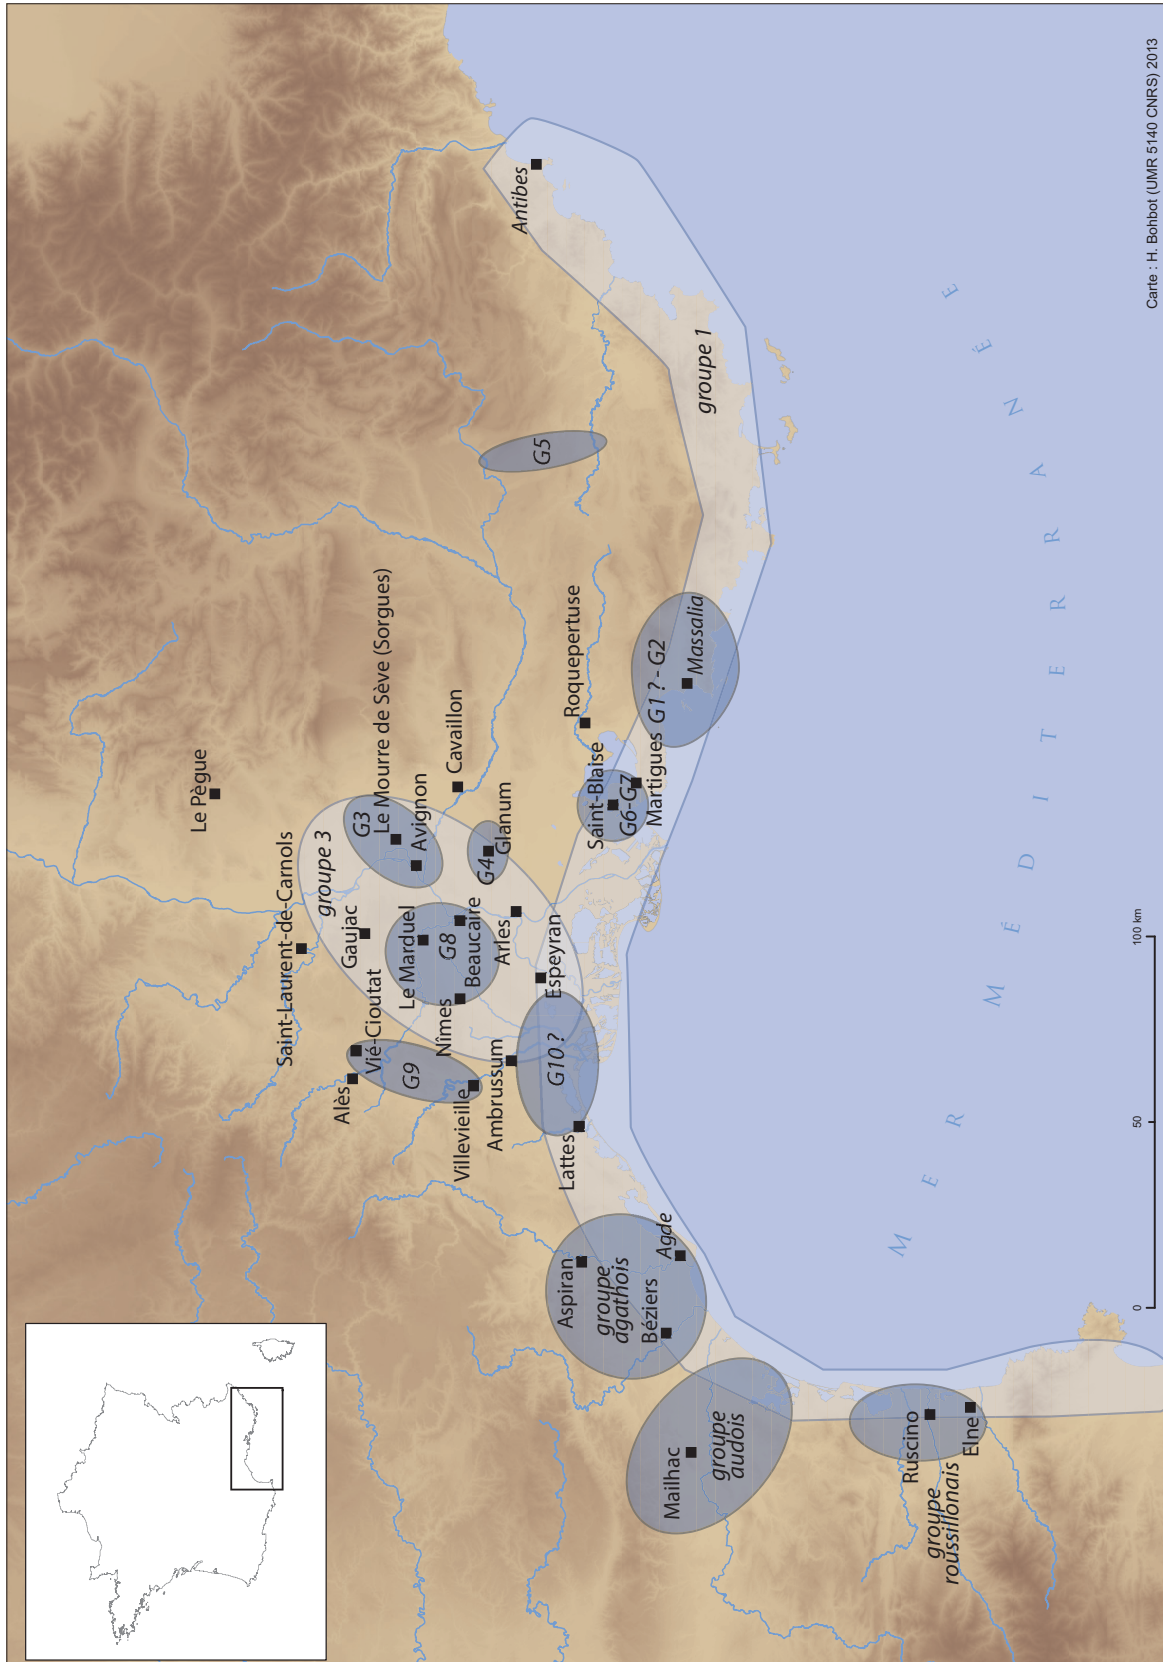 Le Pègue
Saint-Laurent-de-Carnols
groupe 3
G3
Le Mourre de Sève (Sorgues)
Avignon
Cavaillon
Gaujac
Alès
Vié-Cioutat
G9
Le Marduel
G8
Beaucaire
Nîmes
G4
Glanum
Arles
Villevieille
Ambrussum
Espeyran
G10 ?
Lattes
Saint-Blaise
G6-G7
Martigues
Roquepertuse
G1 ? - G2
Massalia
G5
groupe 1
Antibes
Aspiran
groupe
agathois
Béziers
Agde
Mailhac
groupe
audois
Ruscino
Elne
groupe
roussillonais
MER MÉDITERRANÉE
0 50 100 km
Carte : H. Bohbot (UMR 5140 CNRS) 2013